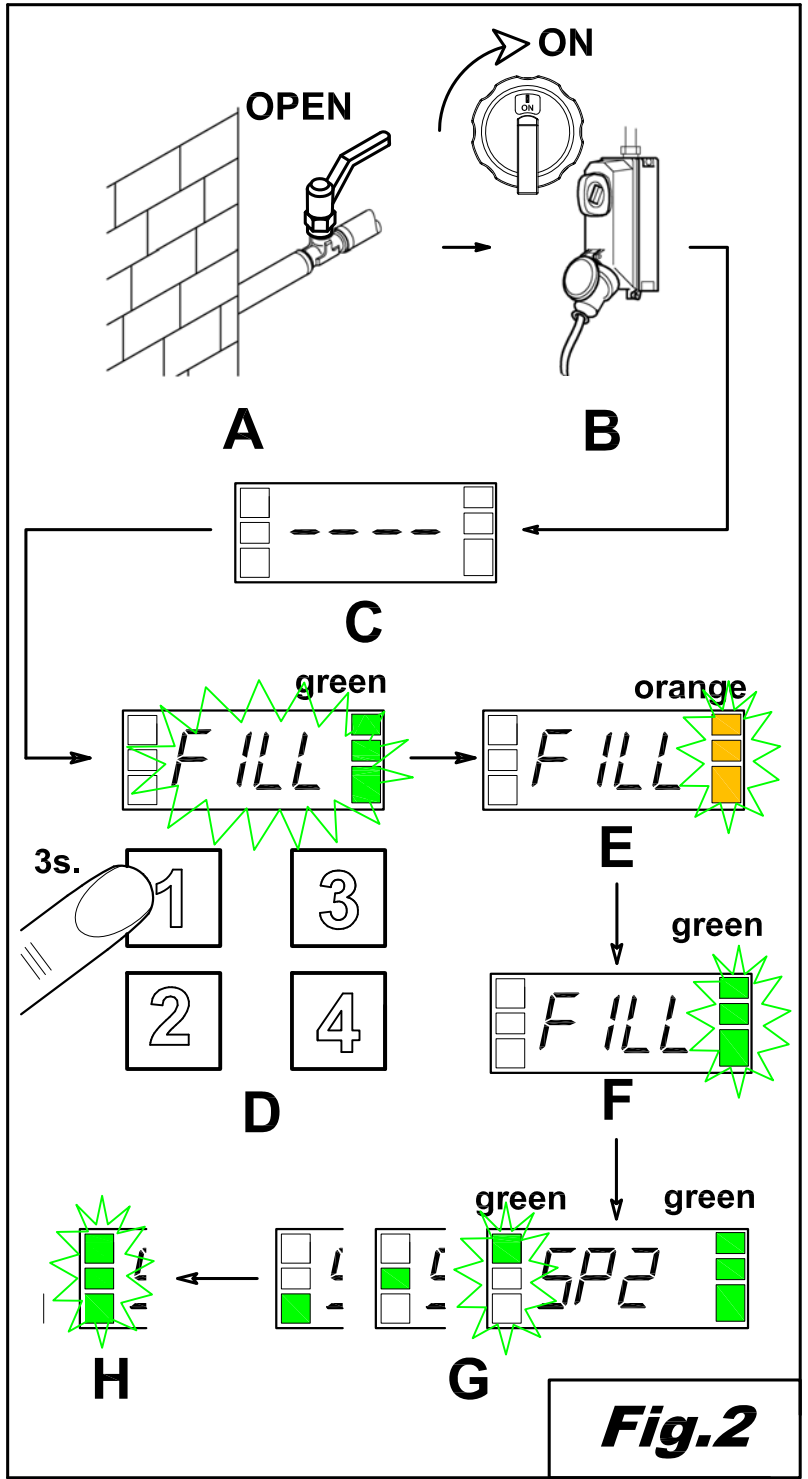 ON
OPEN
ON
A
B
- - - -
C
green
orange
FILL
FILL
3s.
1
3
E
green
2
4
FILL
D
F
green
green
SP2
H
G
Fig.2